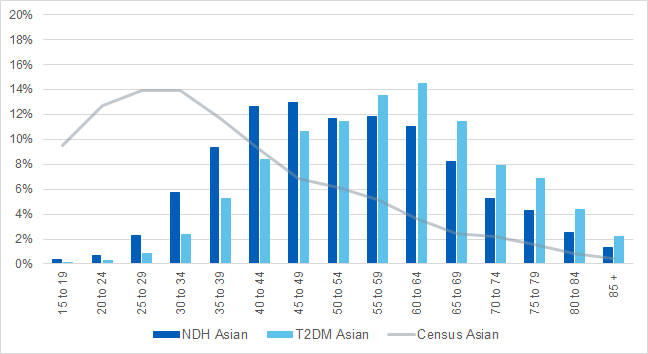 20%
18%
16%
14%
12%
10%
8%
6%
4%
2%
0%
15 to 19
20 to 24
25 to 29
30 to 34
35 to 39
40 to 44
45 to 49
50 to 54
55 to 59
60 to 64
65 to 69
70 to 74
75 to 79
80 to 84
85 +
NDH Asian T2DM Asian Census Asian